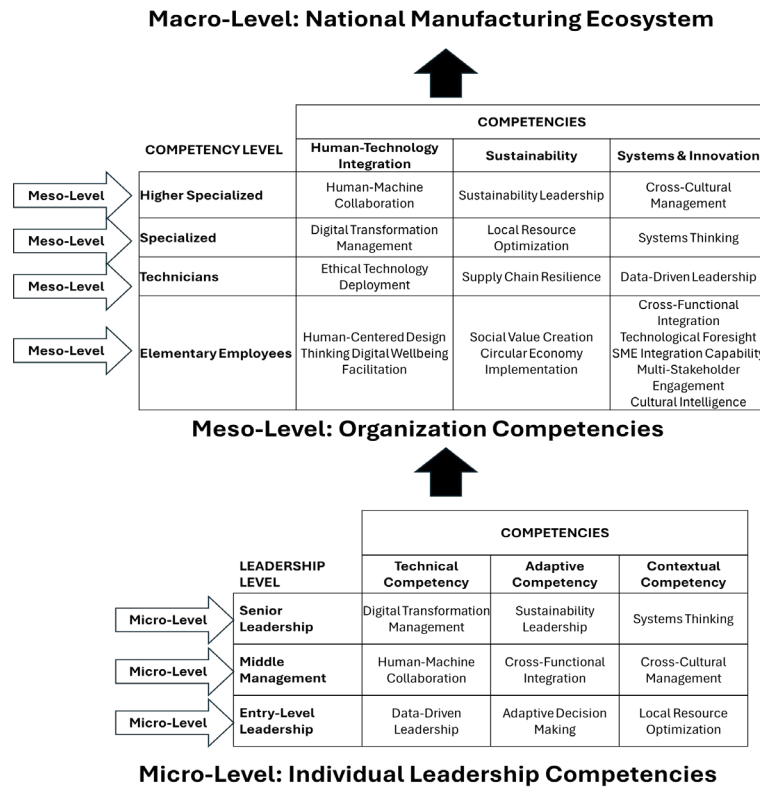 Macro-Level: National Manufacturing Ecosystem
COMPETENCIES
COMPETENCY LEVEL
Human-Technology
Integration
Sustainability
Systems & Innovation
Meso-Level
Higher Specialized
Human-Machine
Collaboration
Sustainability Leadership
Cross-Cultural
Management
Meso-Level
Specialized
Digital Transformation
Management
Local Resource
Optimization
Systems Thinking
Meso-Level
Technicians
Ethical Technology
Deployment
Supply Chain Resilience
Data-Driven Leadership
Meso-Level
Elementary Employees
Human-Centered Design
Thinking Digital Wellbeing
Facilitation
Social Value Creation
Circular Economy
Implementation
Cross-Functional
Integration
Technological Foresight
SME Integration Capability
Multi-Stakeholder
Engagement
Cultural Intelligence
Meso-Level: Organization Competencies
COMPETENCIES
LEADERSHIP
LEVEL
Technical
Competency
Adaptive
Competency
Contextual
Competency
Micro-Level
Senior
Leadership
Digital Transformation
Management
Sustainability
Leadership
Systems Thinking
Micro-Level
Middle
Management
Human-Machine
Collaboration
Cross-Functional
Integration
Cross-Cultural
Management
Micro-Level
Entry-Level
Leadership
Data-Driven
Leadership
Adaptive Decision
Making
Local Resource
Optimization
Micro-Level: Individual Leadership Competencies